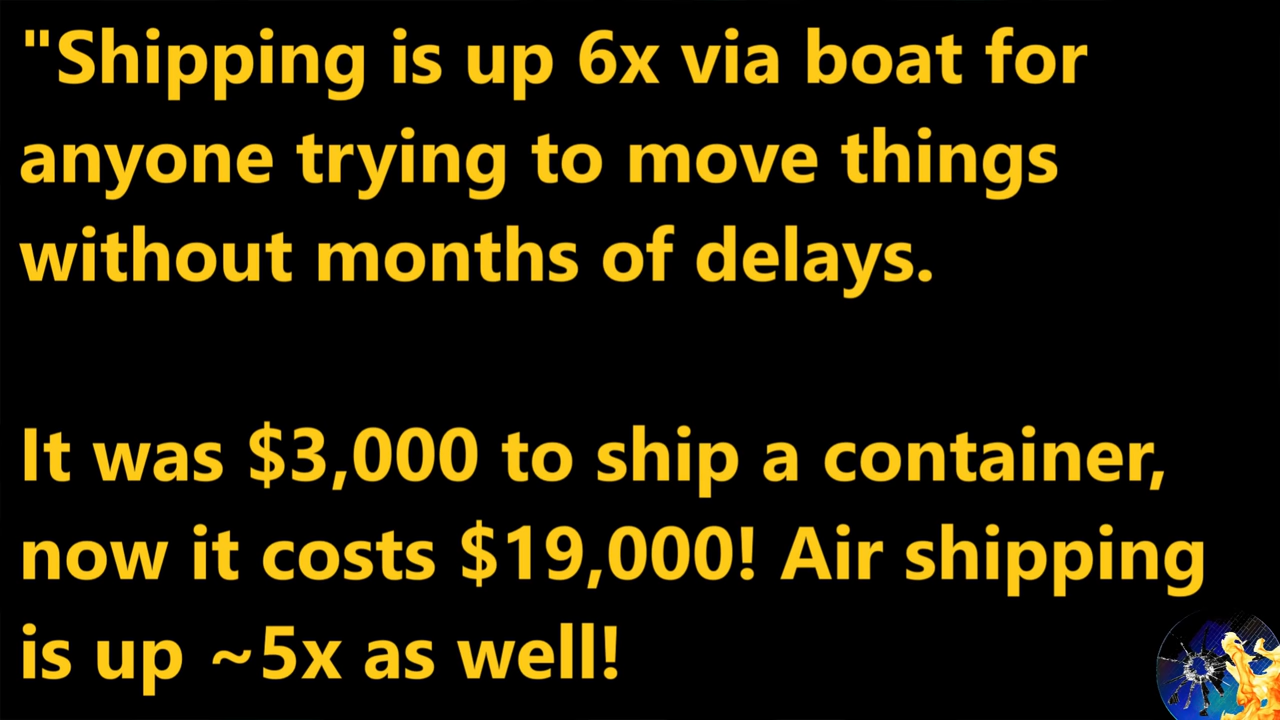 "Shipping is up 6x via boat for
anyone trying to move things
without months of delays.
It was $3,000 to ship a container,
now it costs $19,000! Air shipping
is up ~5x as well!